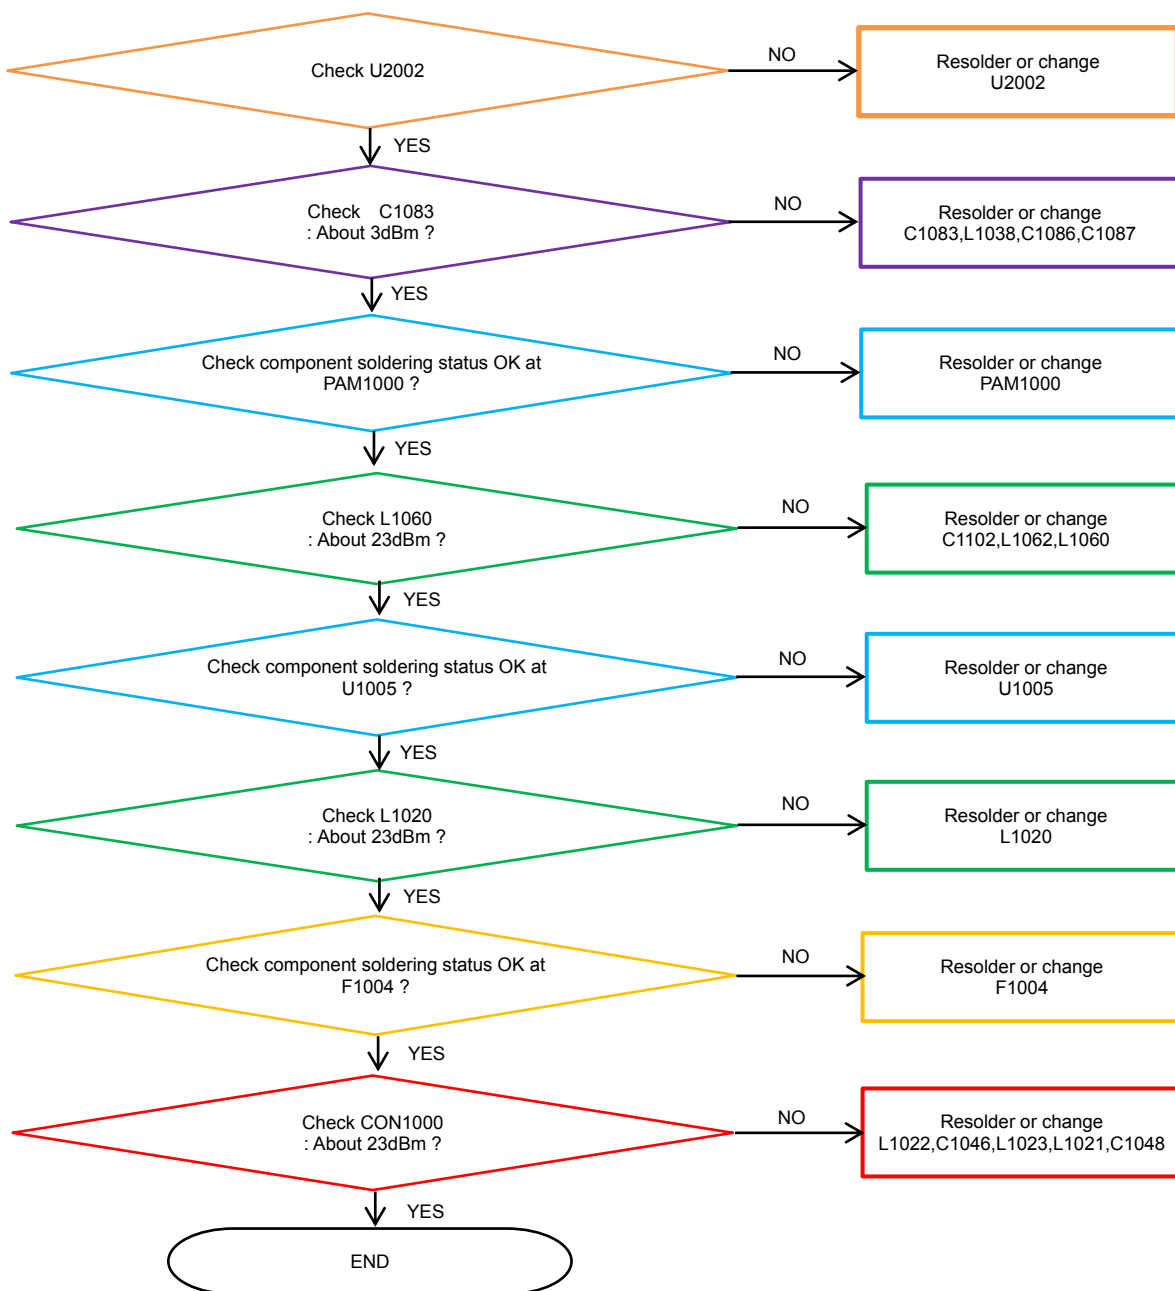 Check U2002
NO
Resolder or change
U2002
YES
Check C1083
: About 3dBm ?
NO
Resolder or change
C1083,L1038,C1086,C1087
YES
Check component soldering status OK at
PAM1000 ?
NO
Resolder or change
PAM1000
YES
Check L1060
: About 23dBm ?
NO
Resolder or change
C1102,L1062,L1060
YES
Check component soldering status OK at
U1005 ?
NO
Resolder or change
U1005
YES
Check L1020
: About 23dBm ?
NO
Resolder or change
L1020
YES
Check component soldering status OK at
F1004 ?
NO
Resolder or change
F1004
YES
Check CON1000
: About 23dBm ?
NO
Resolder or change
L1022,C1046,L1023,L1021,C1048
YES
END